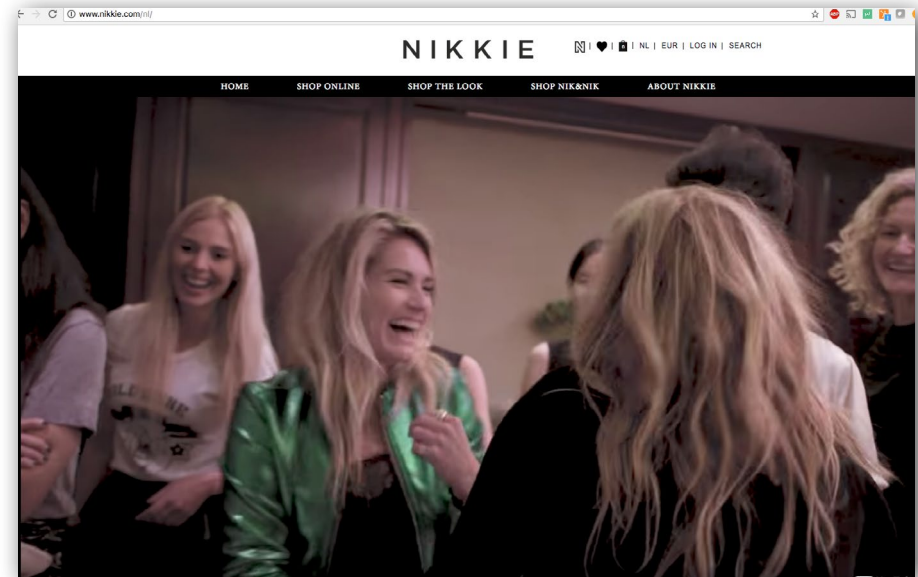 www.nikkie.com/nl/
NIKKIE
| | | NL | EUR | LOG IN | SEARCH
HOME SHOP ONLINE SHOP THE LOOK SHOP NIK&NIK ABOUT NIKKIE